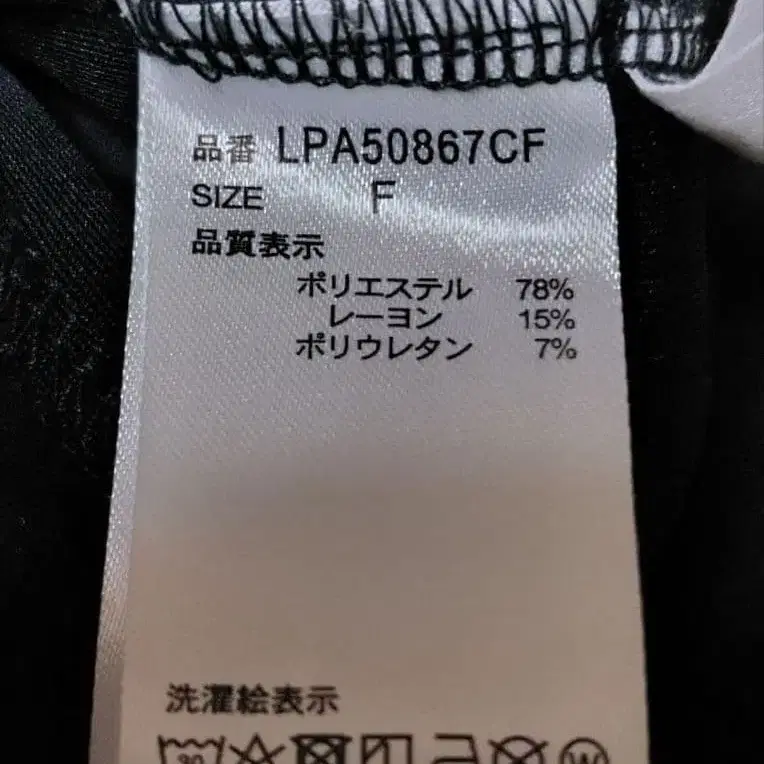 品番 LPA50867CF
SIZE F
品質表示
ポリエステル 78%
レーヨン 15%
ポリウレタン 7%
洗濯絵表示
30
W